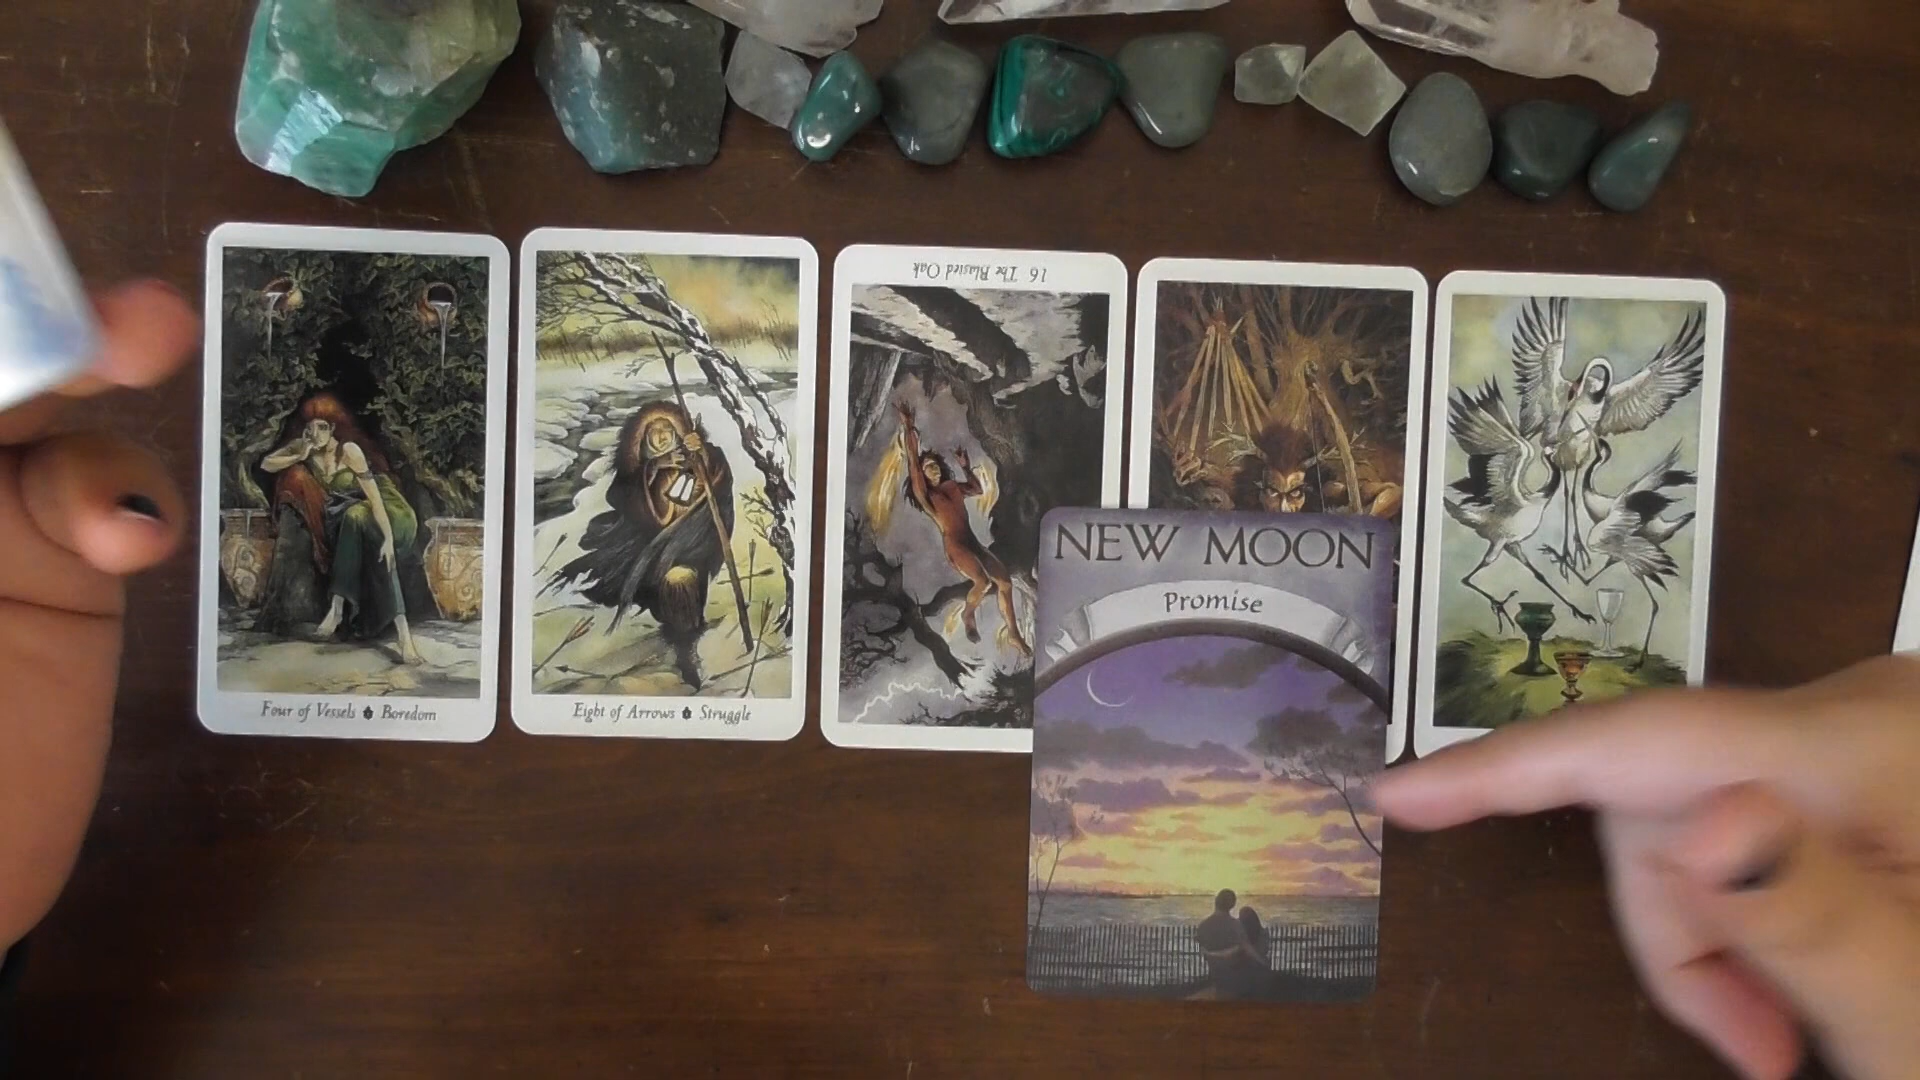 Four of Vessels Boredom
Eight of Arrows Struggle
16 The Blasted Oak
NEW MOON
Promise